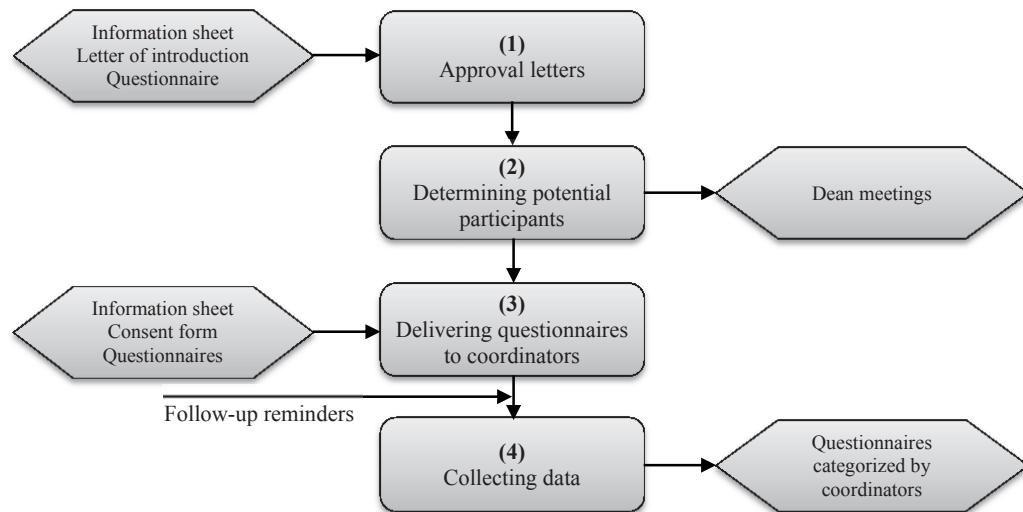 Information sheet
Letter of introduction
Questionnaire
(1)
Approval letters
(2)
Determining potential
participants
Dean meetings
Information sheet
Consent form
Questionnaires
(3)
Delivering questionnaires
to coordinators
Follow-up reminders
(4)
Collecting data
Questionnaires
categorized by
coordinators